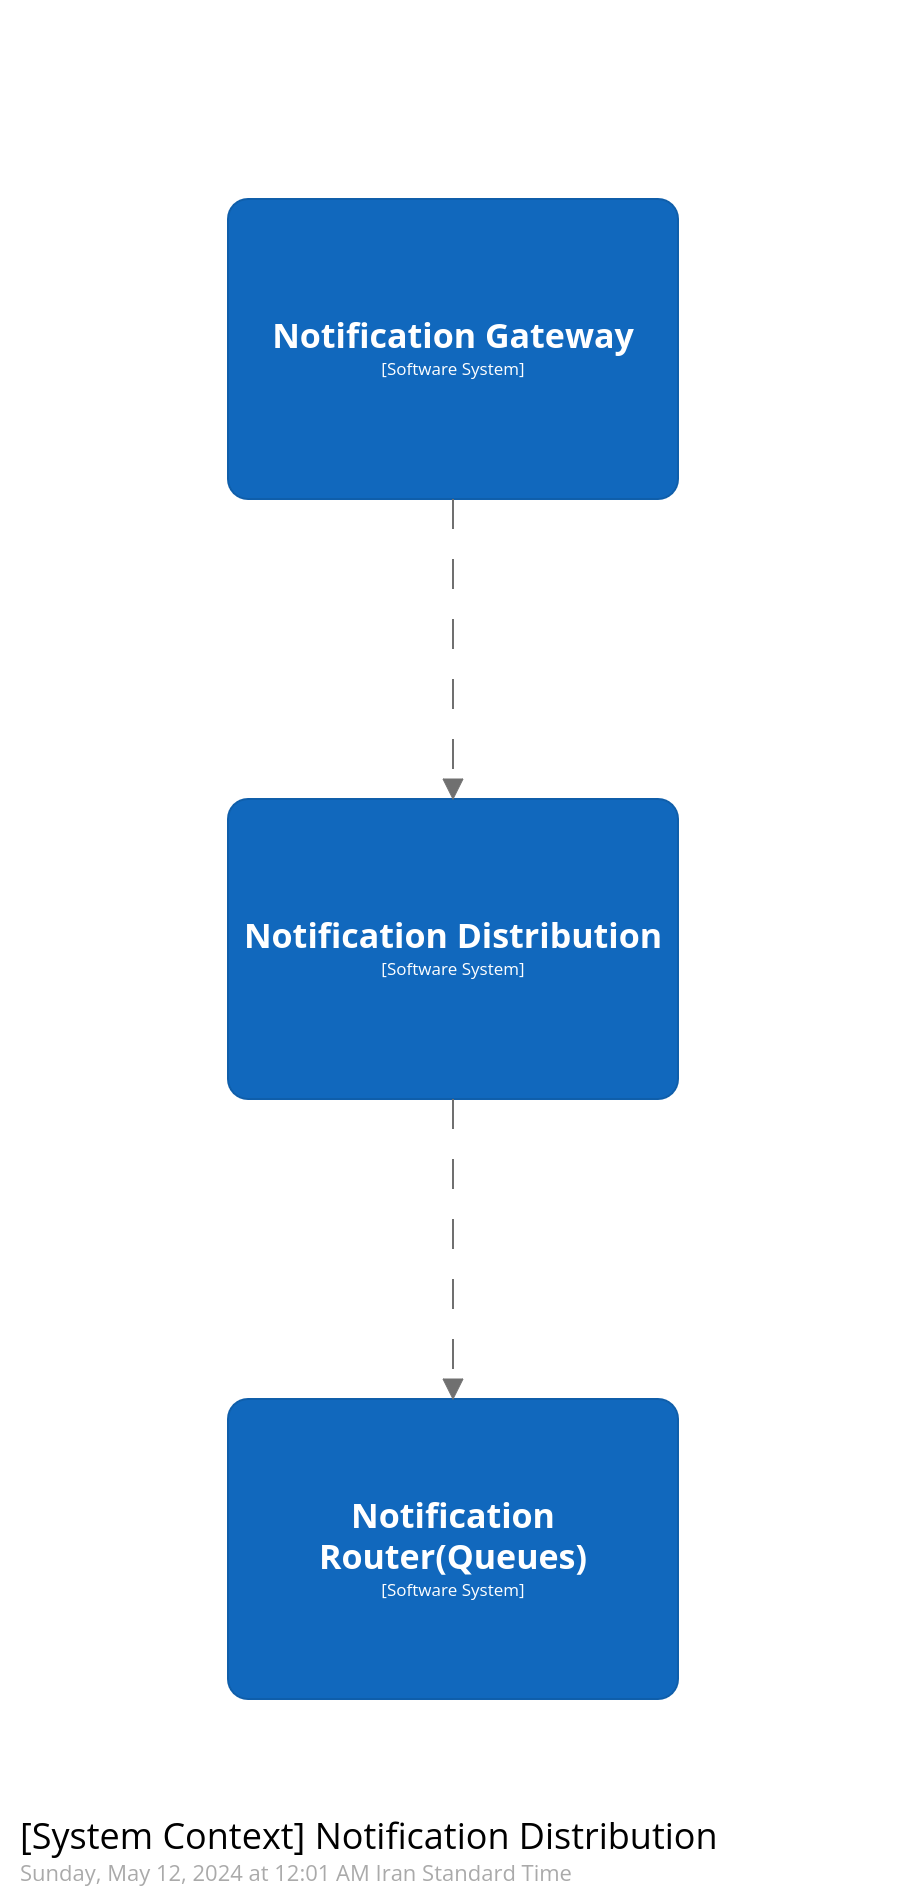 Notification Gateway
[Software System]
Notification Distribution
[Software System]
Notification
Router(Queues)
[Software System]
[System Context] Notification Distribution
Sunday, May 12, 2024 at 12:01 AM Iran Standard Time